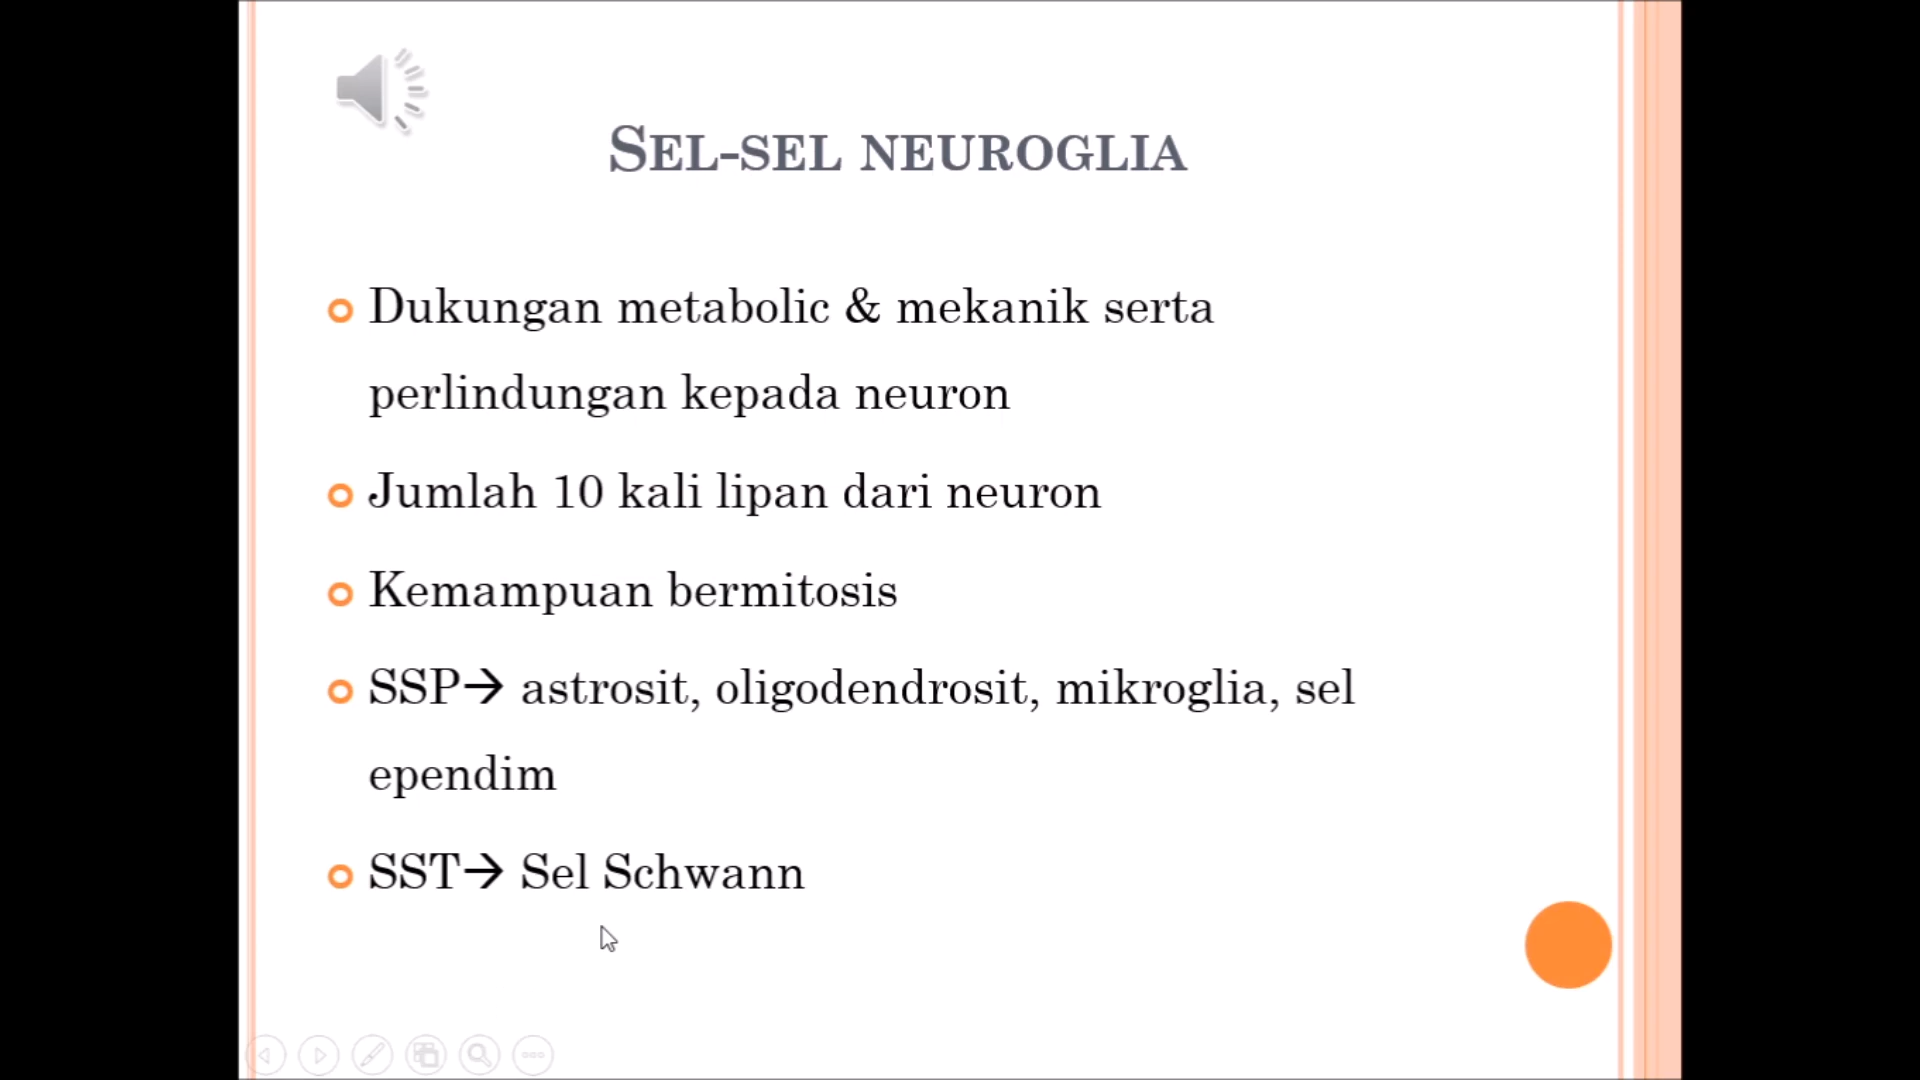 SEL-SEL NEUROGLIA
Dukungan metabolic & mekanik serta
perlindungan kepada neuron
Jumlah 10 kali lipan dari neuron
Kemampuan bermitosis
SSP→ astrosit, oligodendrosit, mikroglia, sel
ependim
SST→ Sel Schwann